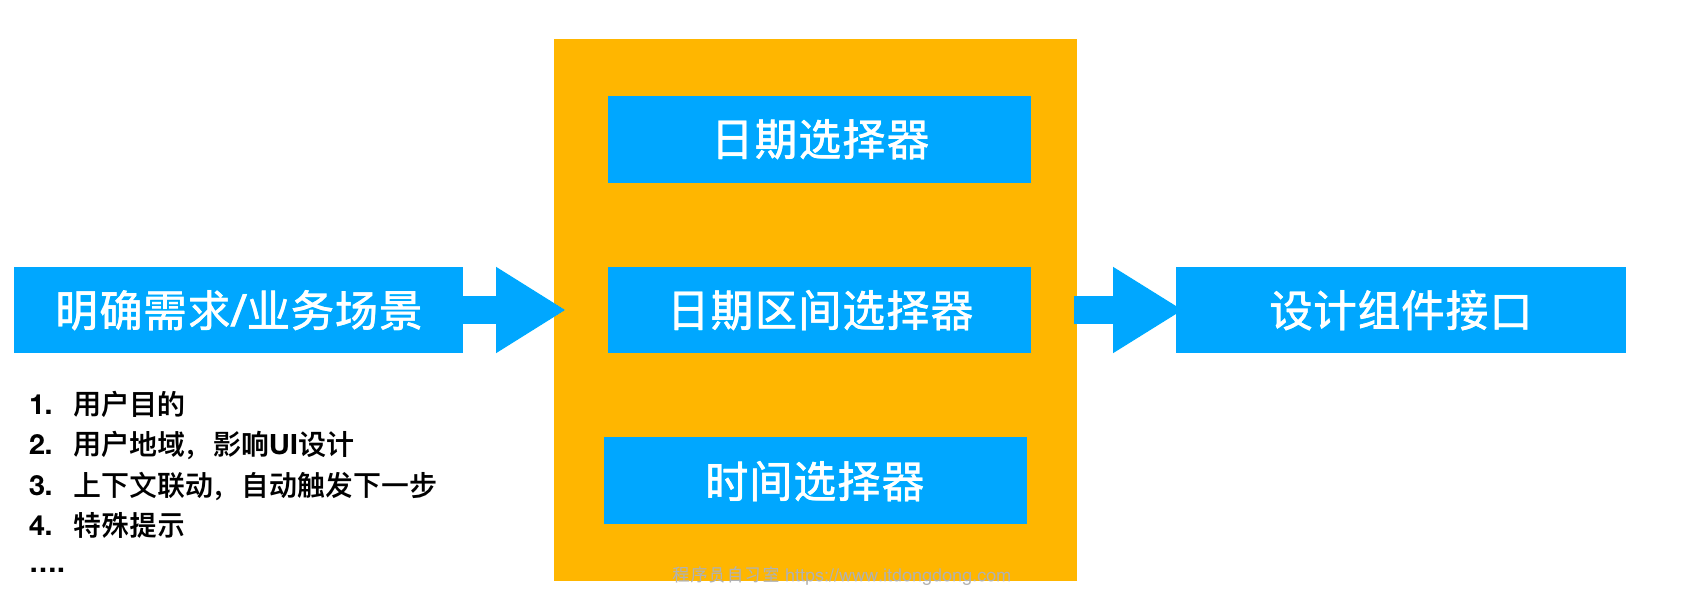 日期选择器
明确需求/业务场景
日期区间选择器
设计组件接口
1. 用户目的
2. 用户地域，影响UI设计
3. 上下文联动，自动触发下一步
4. 特殊提示
....
时间选择器
程序员自习室 https://www.itdongdong.com